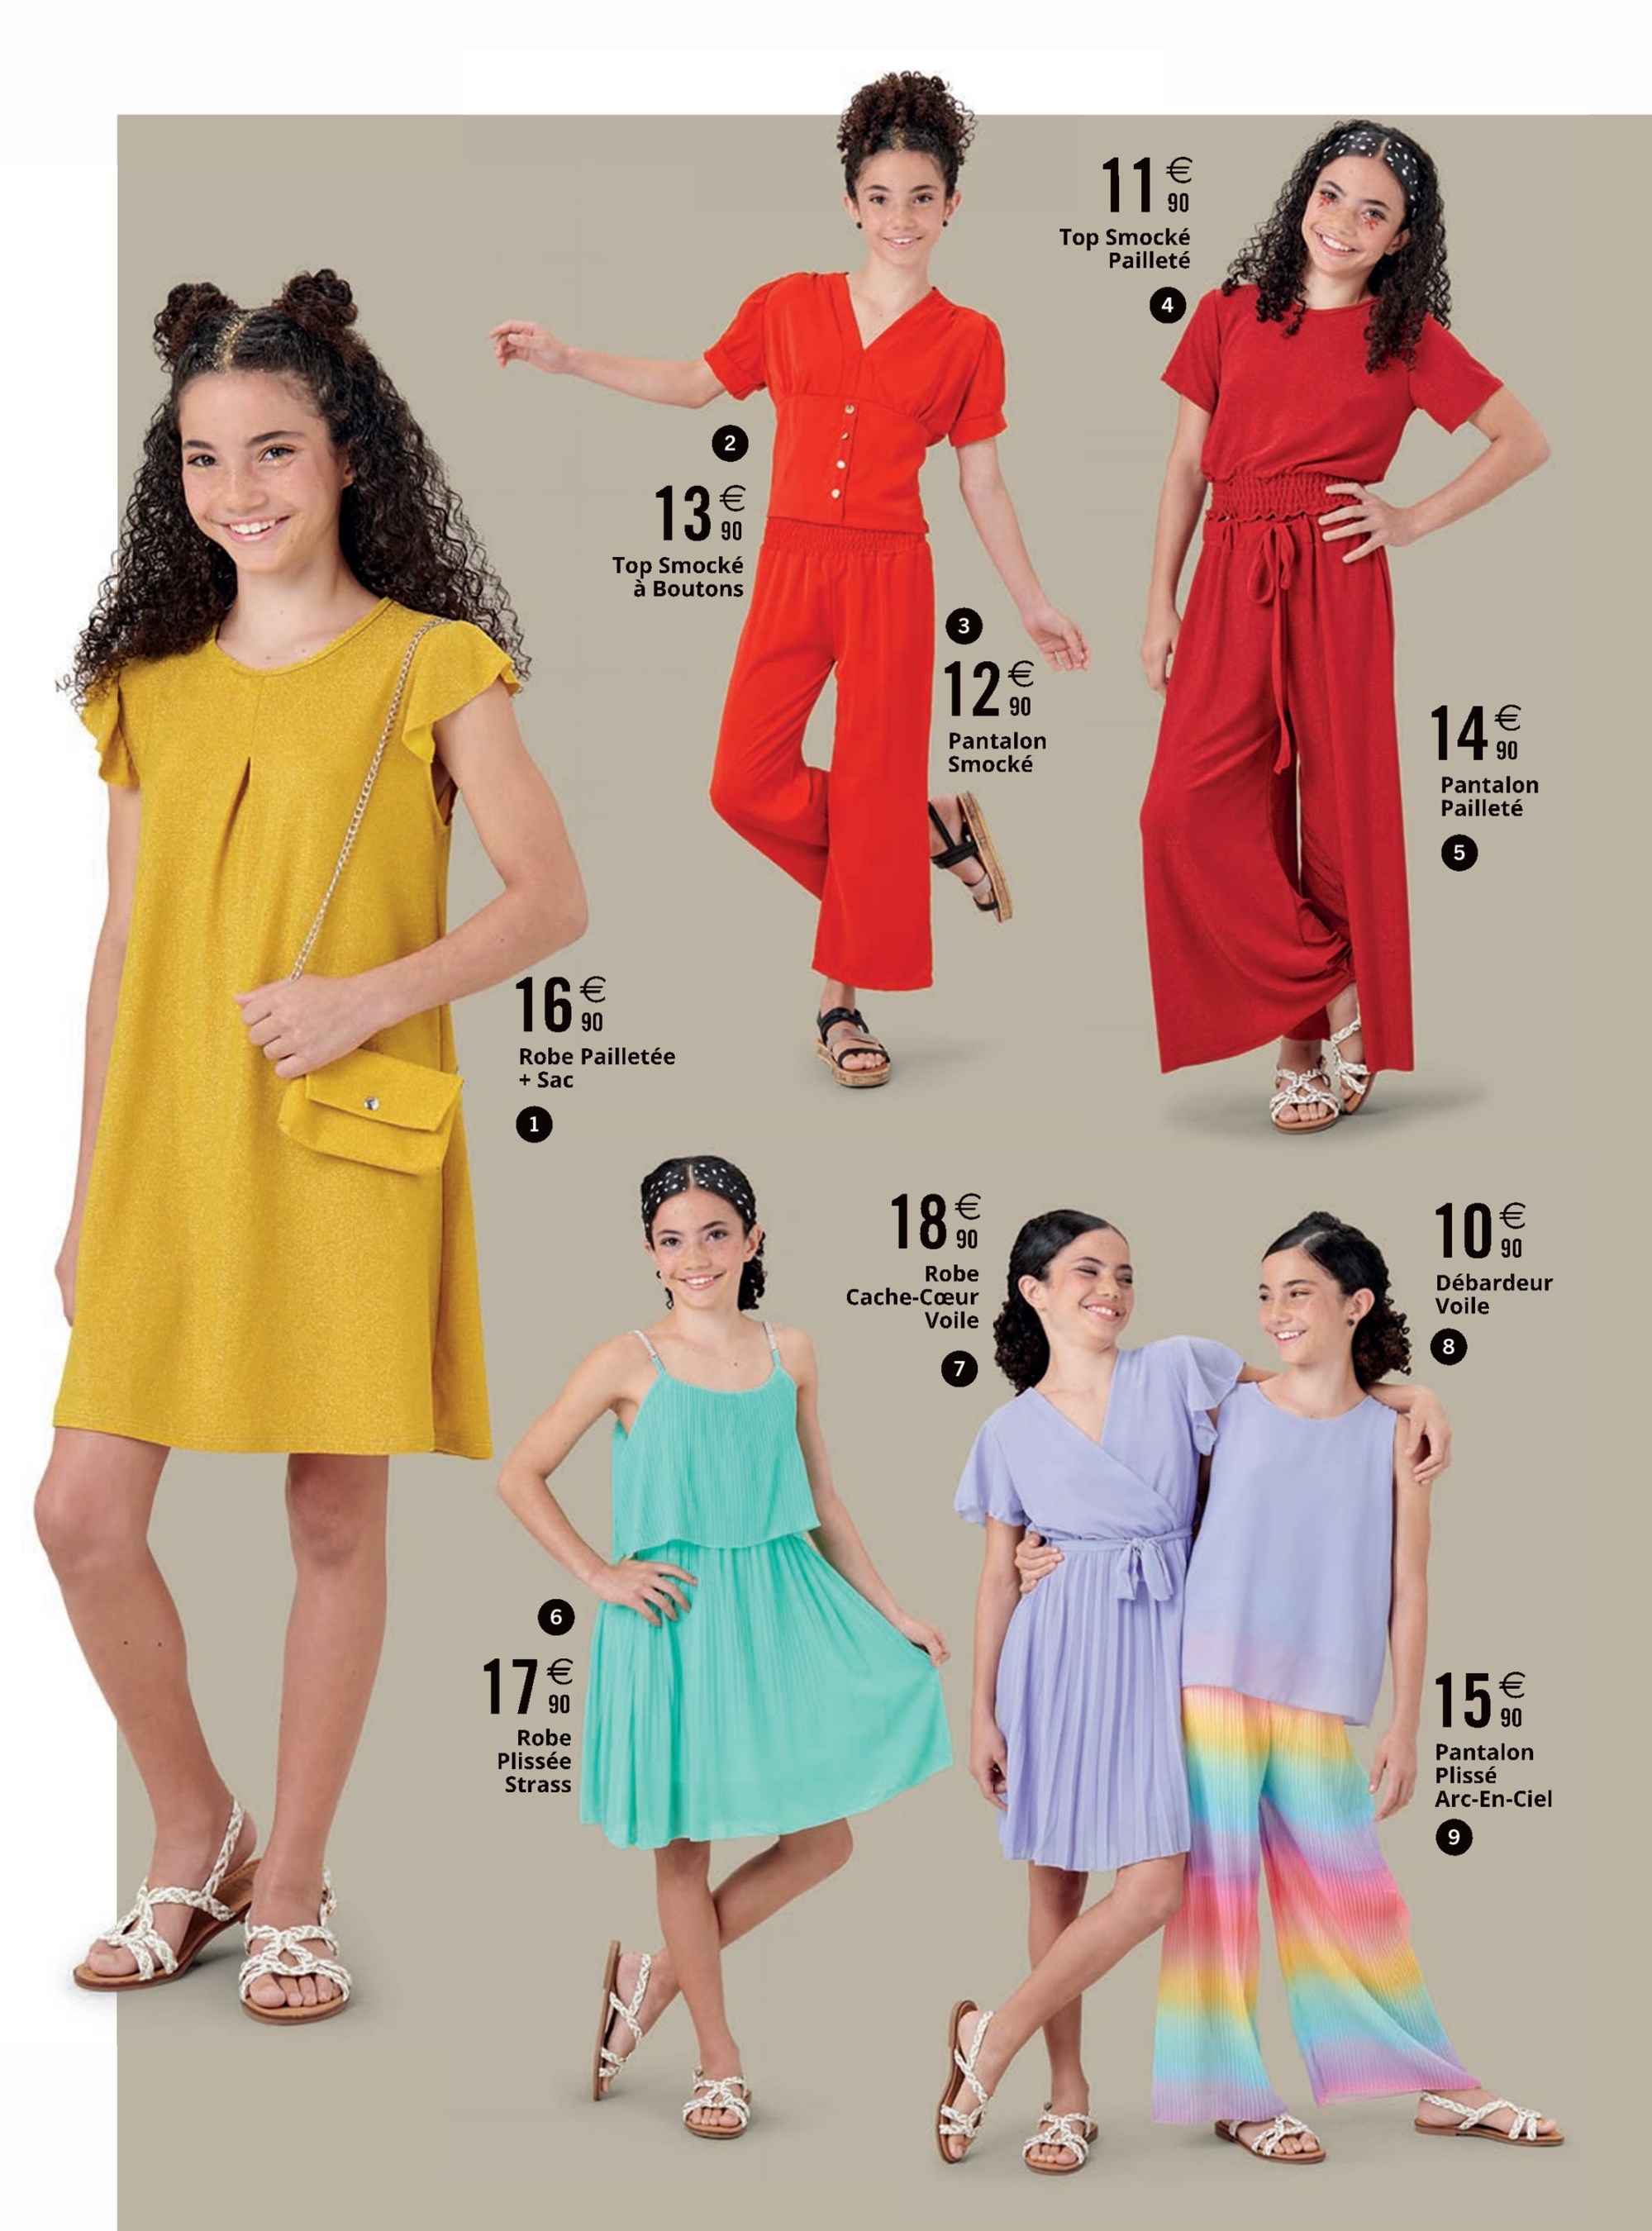 11 €
90
Top Smocké
Pailleté
4
2
13 €
90
Top Smocké
à Boutons
3
12 €
90
Pantalon
Smocké
14 €
90
Pantalon
Pailleté
5
16 €
90
Robe Pailletée
+ Sac
1
18 €
90
Robe
Cache-Cœur
Voile
7
10 €
90
Débardeur
Voile
8
6
17 €
90
Robe
Plissée
Strass
15 €
90
Pantalon
Plissé
Arc-En-Ciel
9